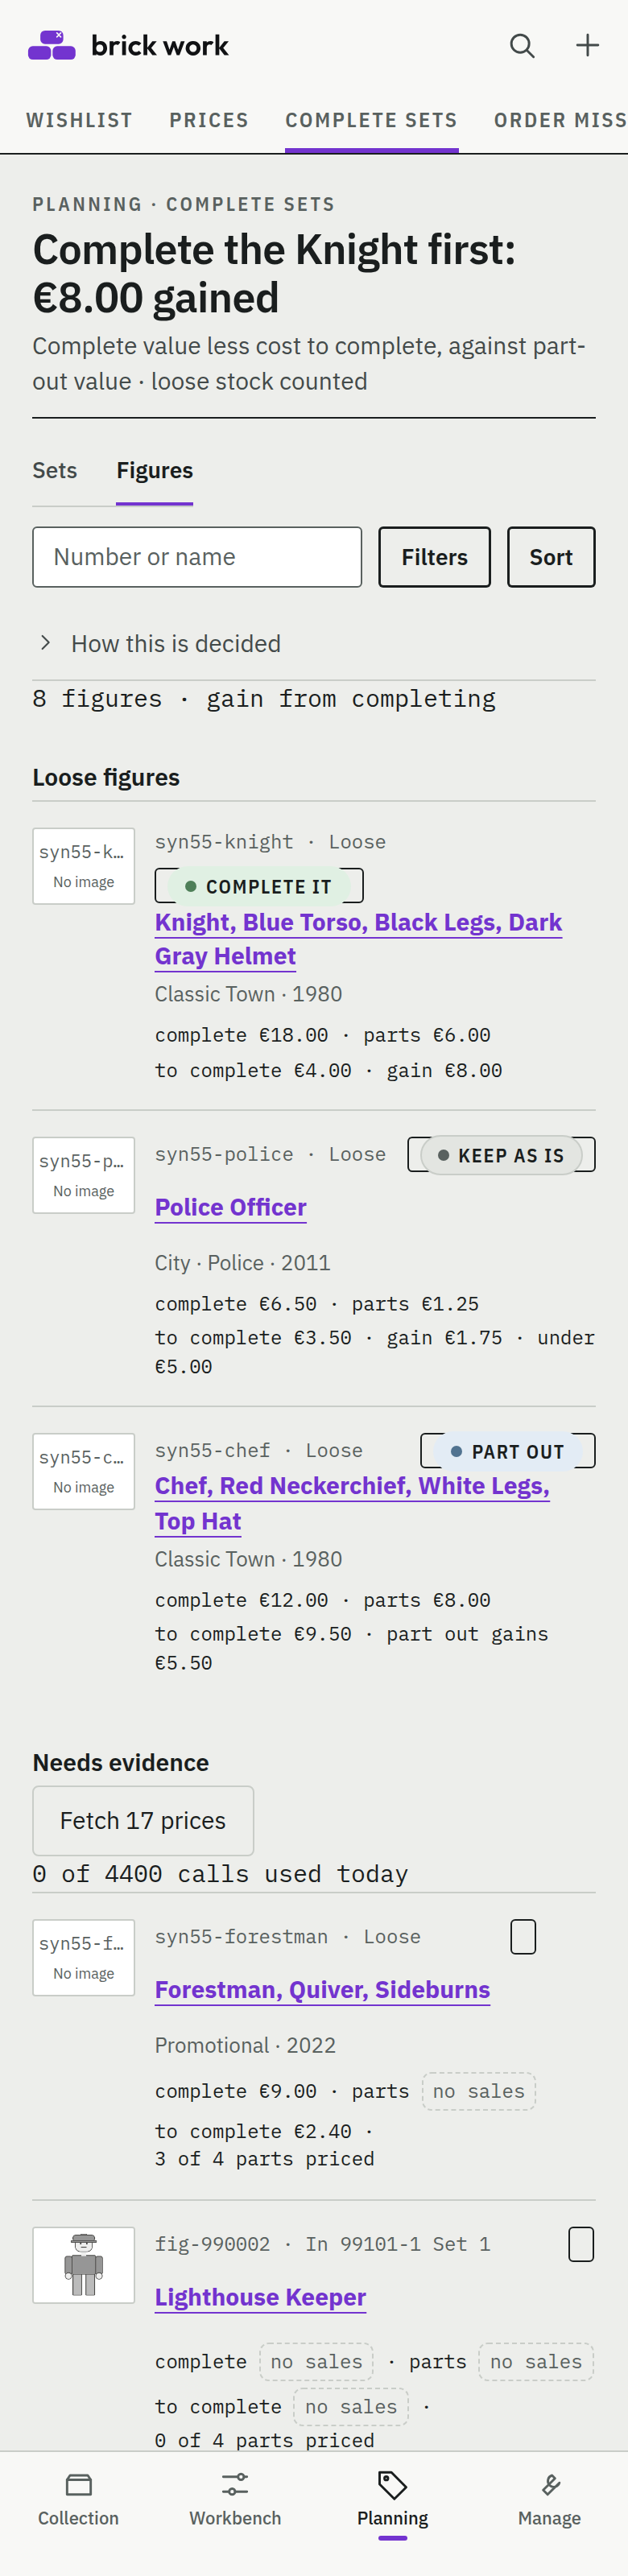 brick work
WISHLIST PRICES COMPLETE SETS ORDER MISS
PLANNING · COMPLETE SETS
Complete the Knight first:
€8.00 gained
Complete value less cost to complete, against part-
out value · loose stock counted
Sets Figures
Number or name Filters Sort
How this is decided
8 figures · gain from completing
Loose figures
syn55-k…
No image
syn55-knight · Loose
COMPLETE IT
Knight, Blue Torso, Black Legs, Dark
Gray Helmet
Classic Town · 1980
complete €18.00 · parts €6.00
to complete €4.00 · gain €8.00
syn55-p…
No image
syn55-police · Loose KEEP AS IS
Police Officer
City · Police · 2011
complete €6.50 · parts €1.25
to complete €3.50 · gain €1.75 · under
€5.00
syn55-c…
No image
syn55-chef · Loose PART OUT
Chef, Red Neckerchief, White Legs,
Top Hat
Classic Town · 1980
complete €12.00 · parts €8.00
to complete €9.50 · part out gains
€5.50
Needs evidence
Fetch 17 prices
0 of 4400 calls used today
syn55-f…
No image
syn55-forestman · Loose
Forestman, Quiver, Sideburns
Promotional · 2022
complete €9.00 · parts no sales
to complete €2.40 ·
3 of 4 parts priced
fig-990002 · In 99101-1 Set 1
Lighthouse Keeper
complete no sales · parts no sales
to complete no sales ·
0 of 4 parts priced
Collection Workbench Planning Manage